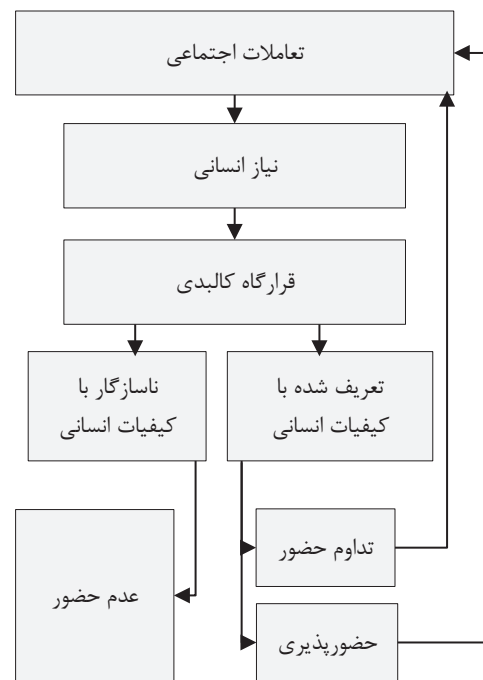 تعاملات اجتماعی
نیاز انسانی
قرارگاه کالبدی
تعریف شده با
کیفیات انسانی
ناسازگار با
کیفیات انسانی
تداوم حضور
عدم حضور
حضورپذیری